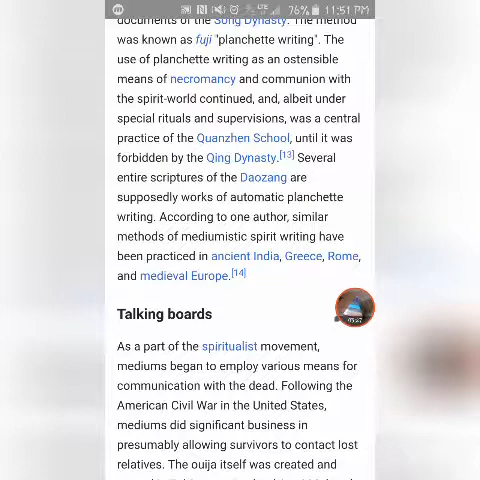 76% 11:51 PM
documents of the Song Dynasty. The method
was known as fuji "planchette writing". The
use of planchette writing as an ostensible
means of necromancy and communion with
the spirit-world continued, and, albeit under
special rituals and supervisions, was a central
practice of the Quanzhen School, until it was
forbidden by the Qing Dynasty.[13] Several
entire scriptures of the Daozang are
supposedly works of automatic planchette
writing. According to one author, similar
methods of mediumistic spirit writing have
been practiced in ancient India, Greece, Rome,
and medieval Europe.[14]
Talking boards
As a part of the spiritualist movement,
mediums began to employ various means for
communication with the dead. Following the
American Civil War in the United States,
mediums did significant business in
presumably allowing survivors to contact lost
relatives. The ouija itself was created and